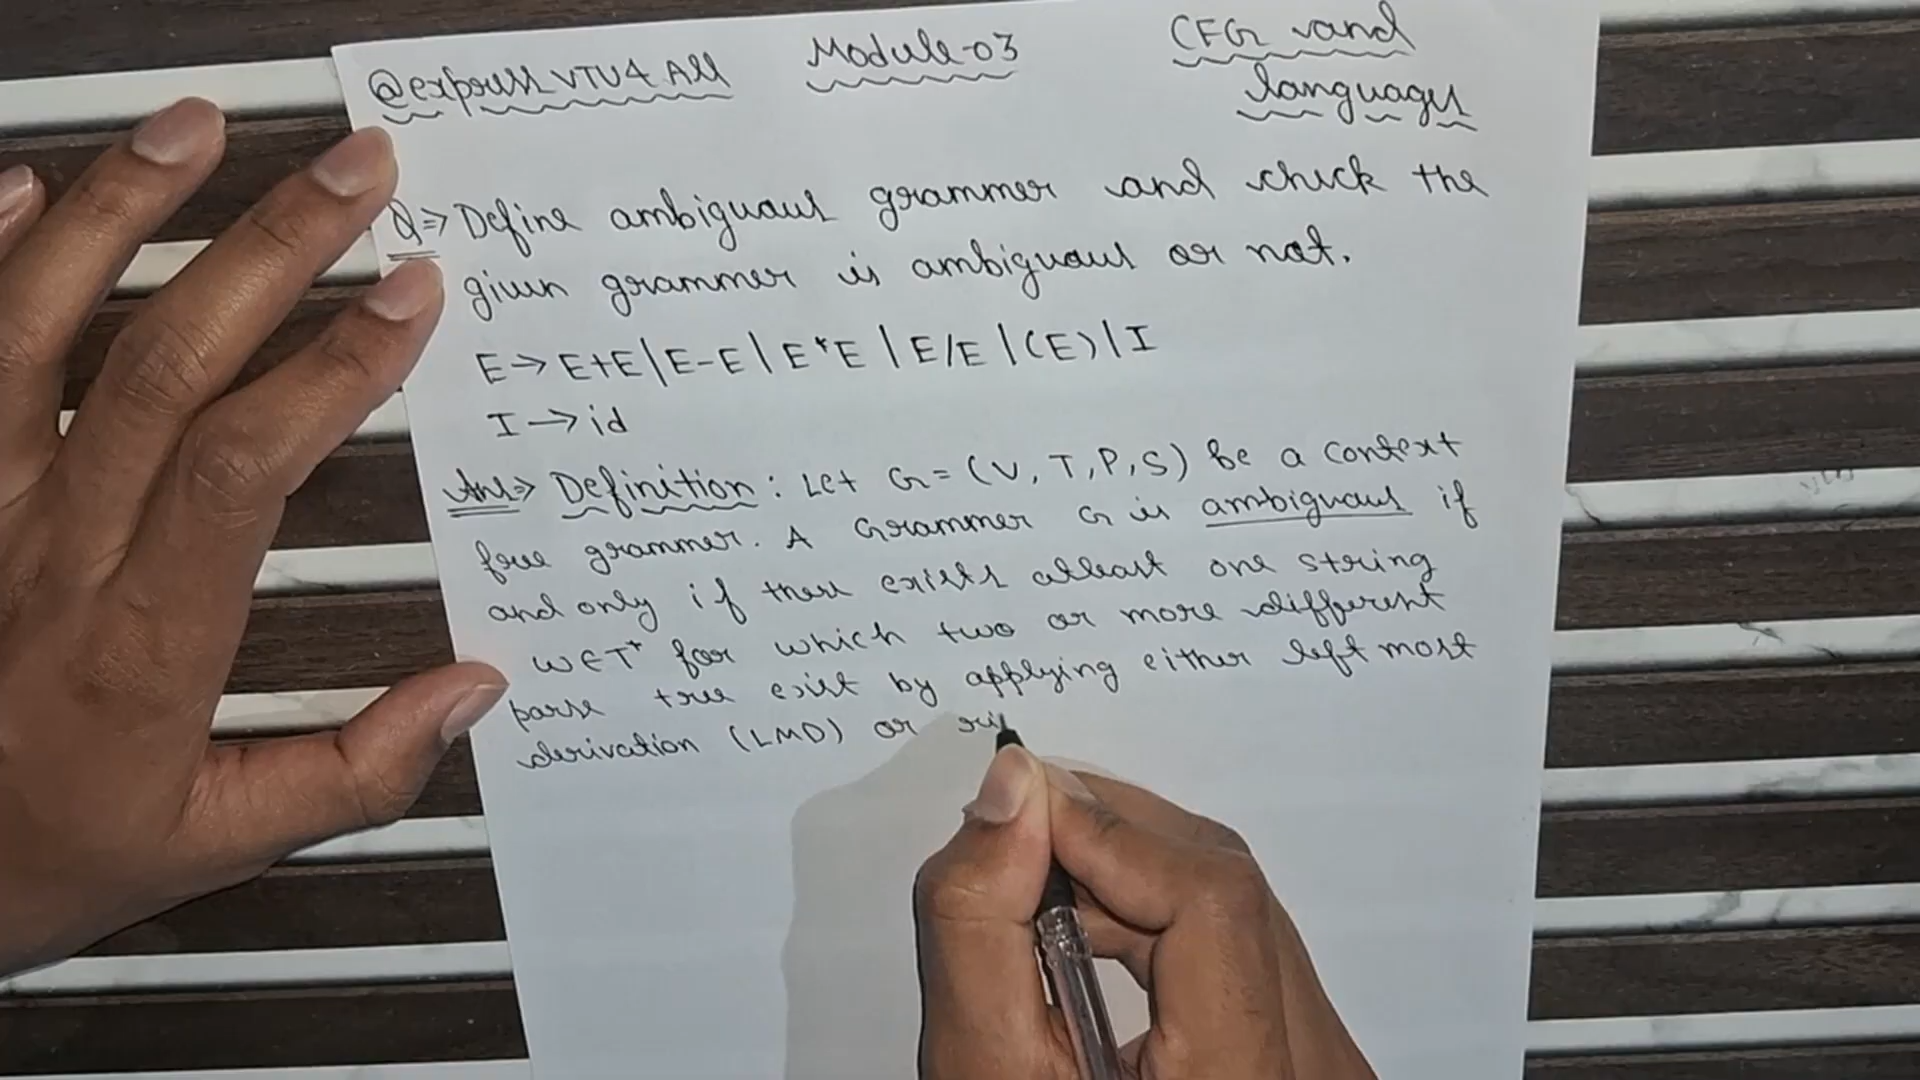 @express VTU 4 All Module-03 CFG and
languages
Q⇒ Define ambiguous grammer and check the
given grammer is ambiguous or not.
E→E+E|E-E|E*E|E/E|(E)|I
I→id
Ans⇒ Definition: Let G=(V,T,P,S) be a context
free grammer. A Grammer G is ambiguous if
and only if there exists atleast one string
w∈T* for which two or more different
parse tree exist by applying either left most
derivation (LMD) or